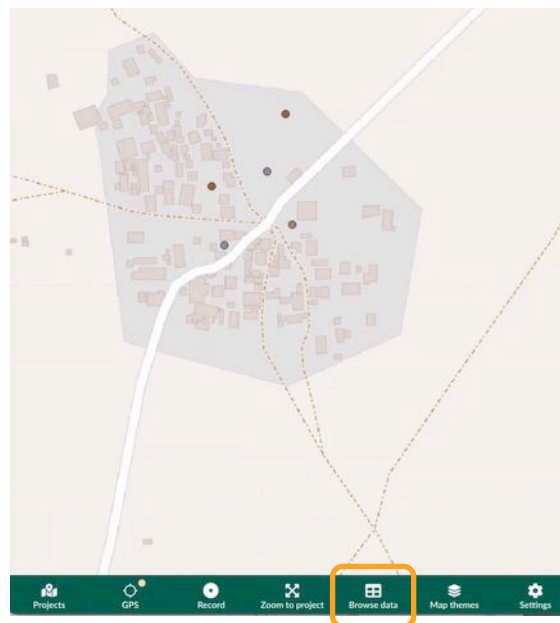 Projects
GPS
Record
Zoom to project
Browse data
Map themes
Settings